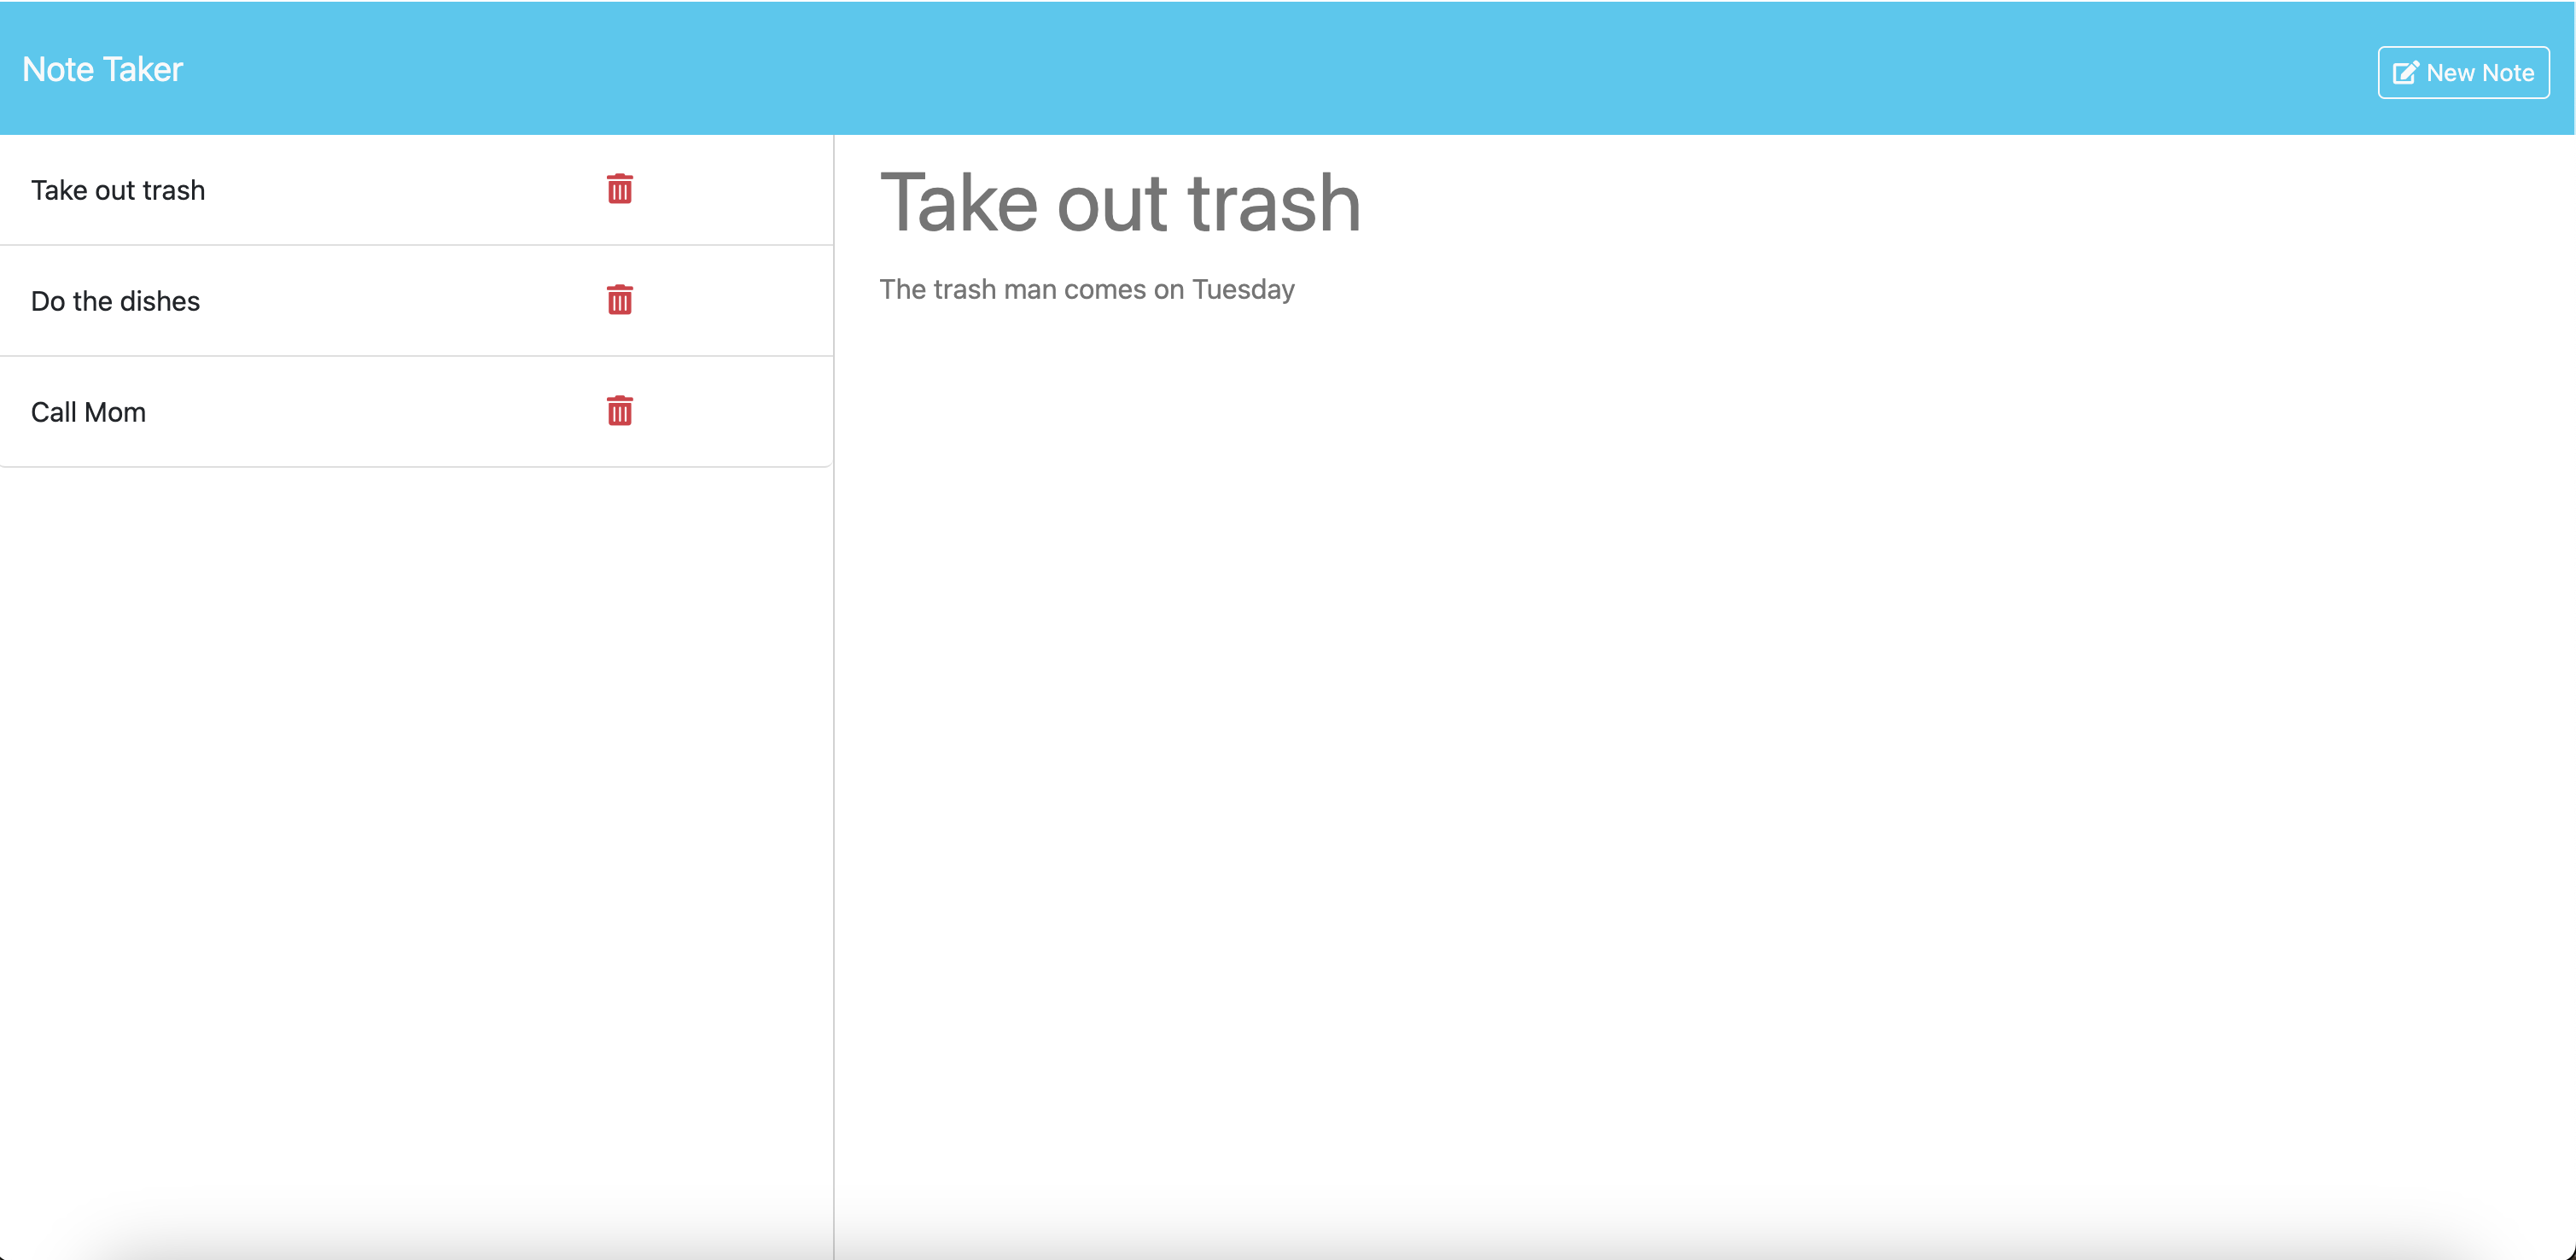 Note Taker
New Note
Take out trash
Do the dishes
Call Mom
Take out trash
The trash man comes on Tuesday